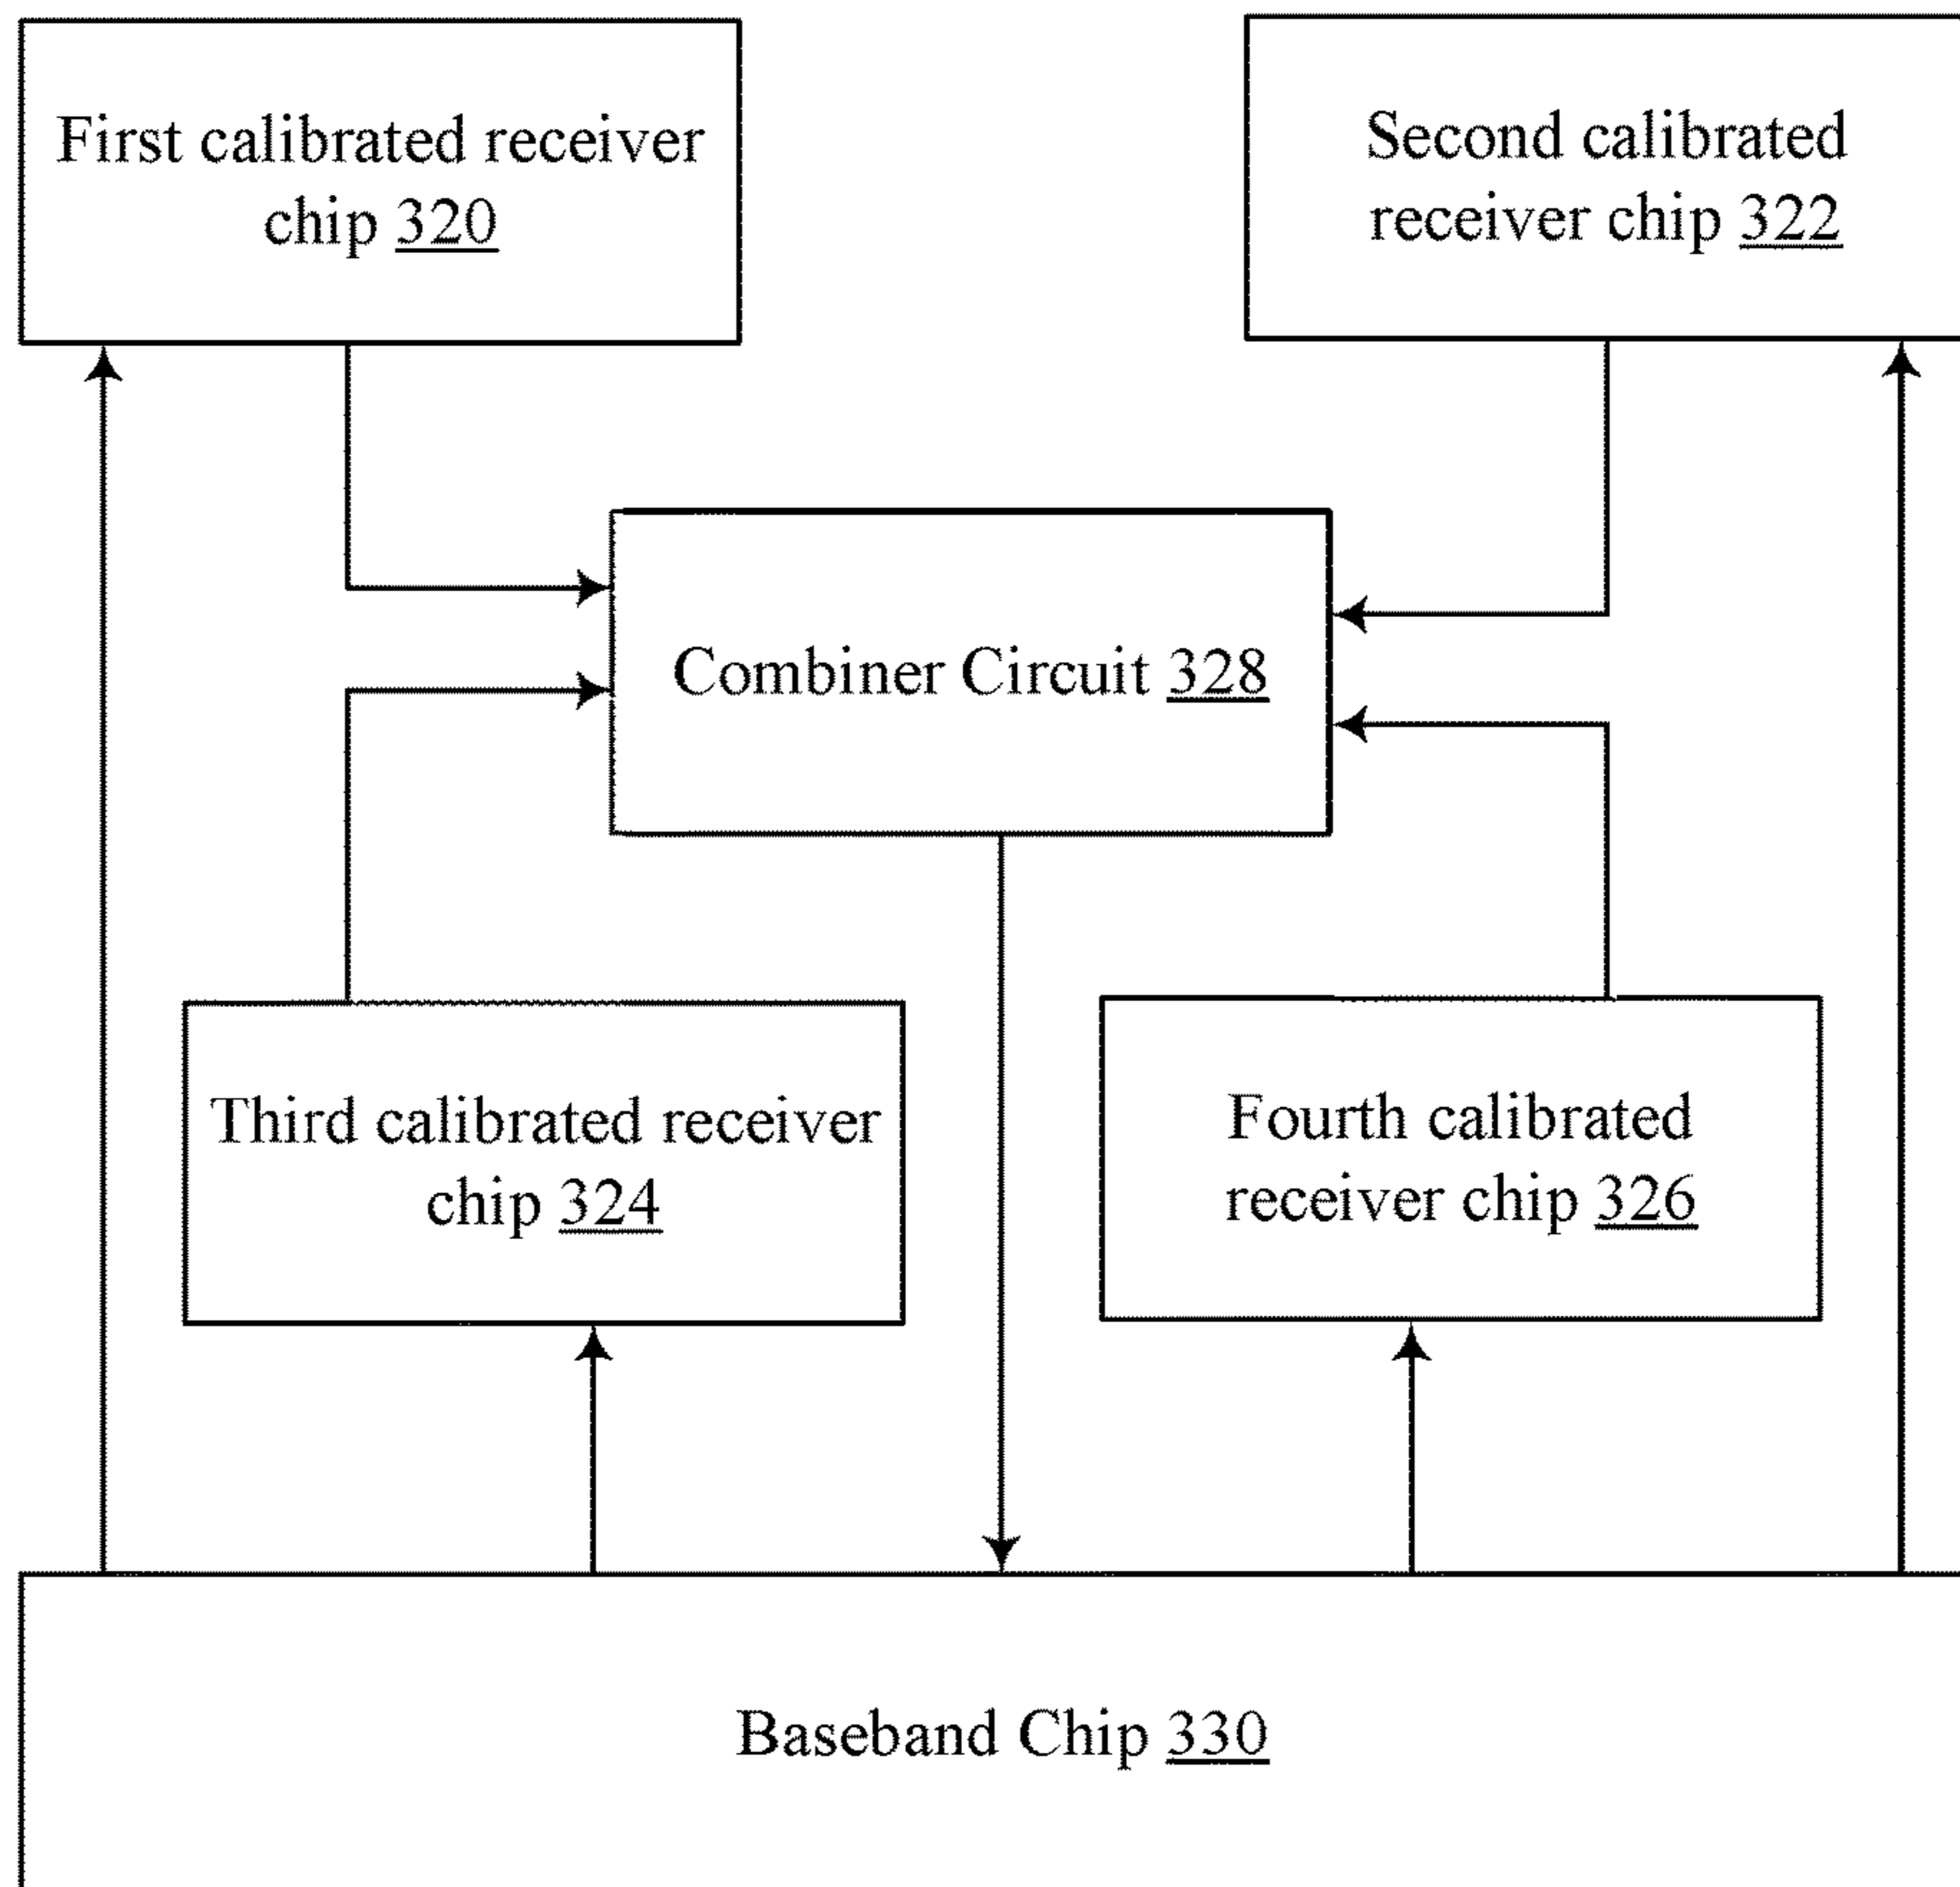 First calibrated receiver
chip 320
Second calibrated
receiver chip 322
Combiner Circuit 328
Third calibrated receiver
chip 324
Fourth calibrated
receiver chip 326
Baseband Chip 330